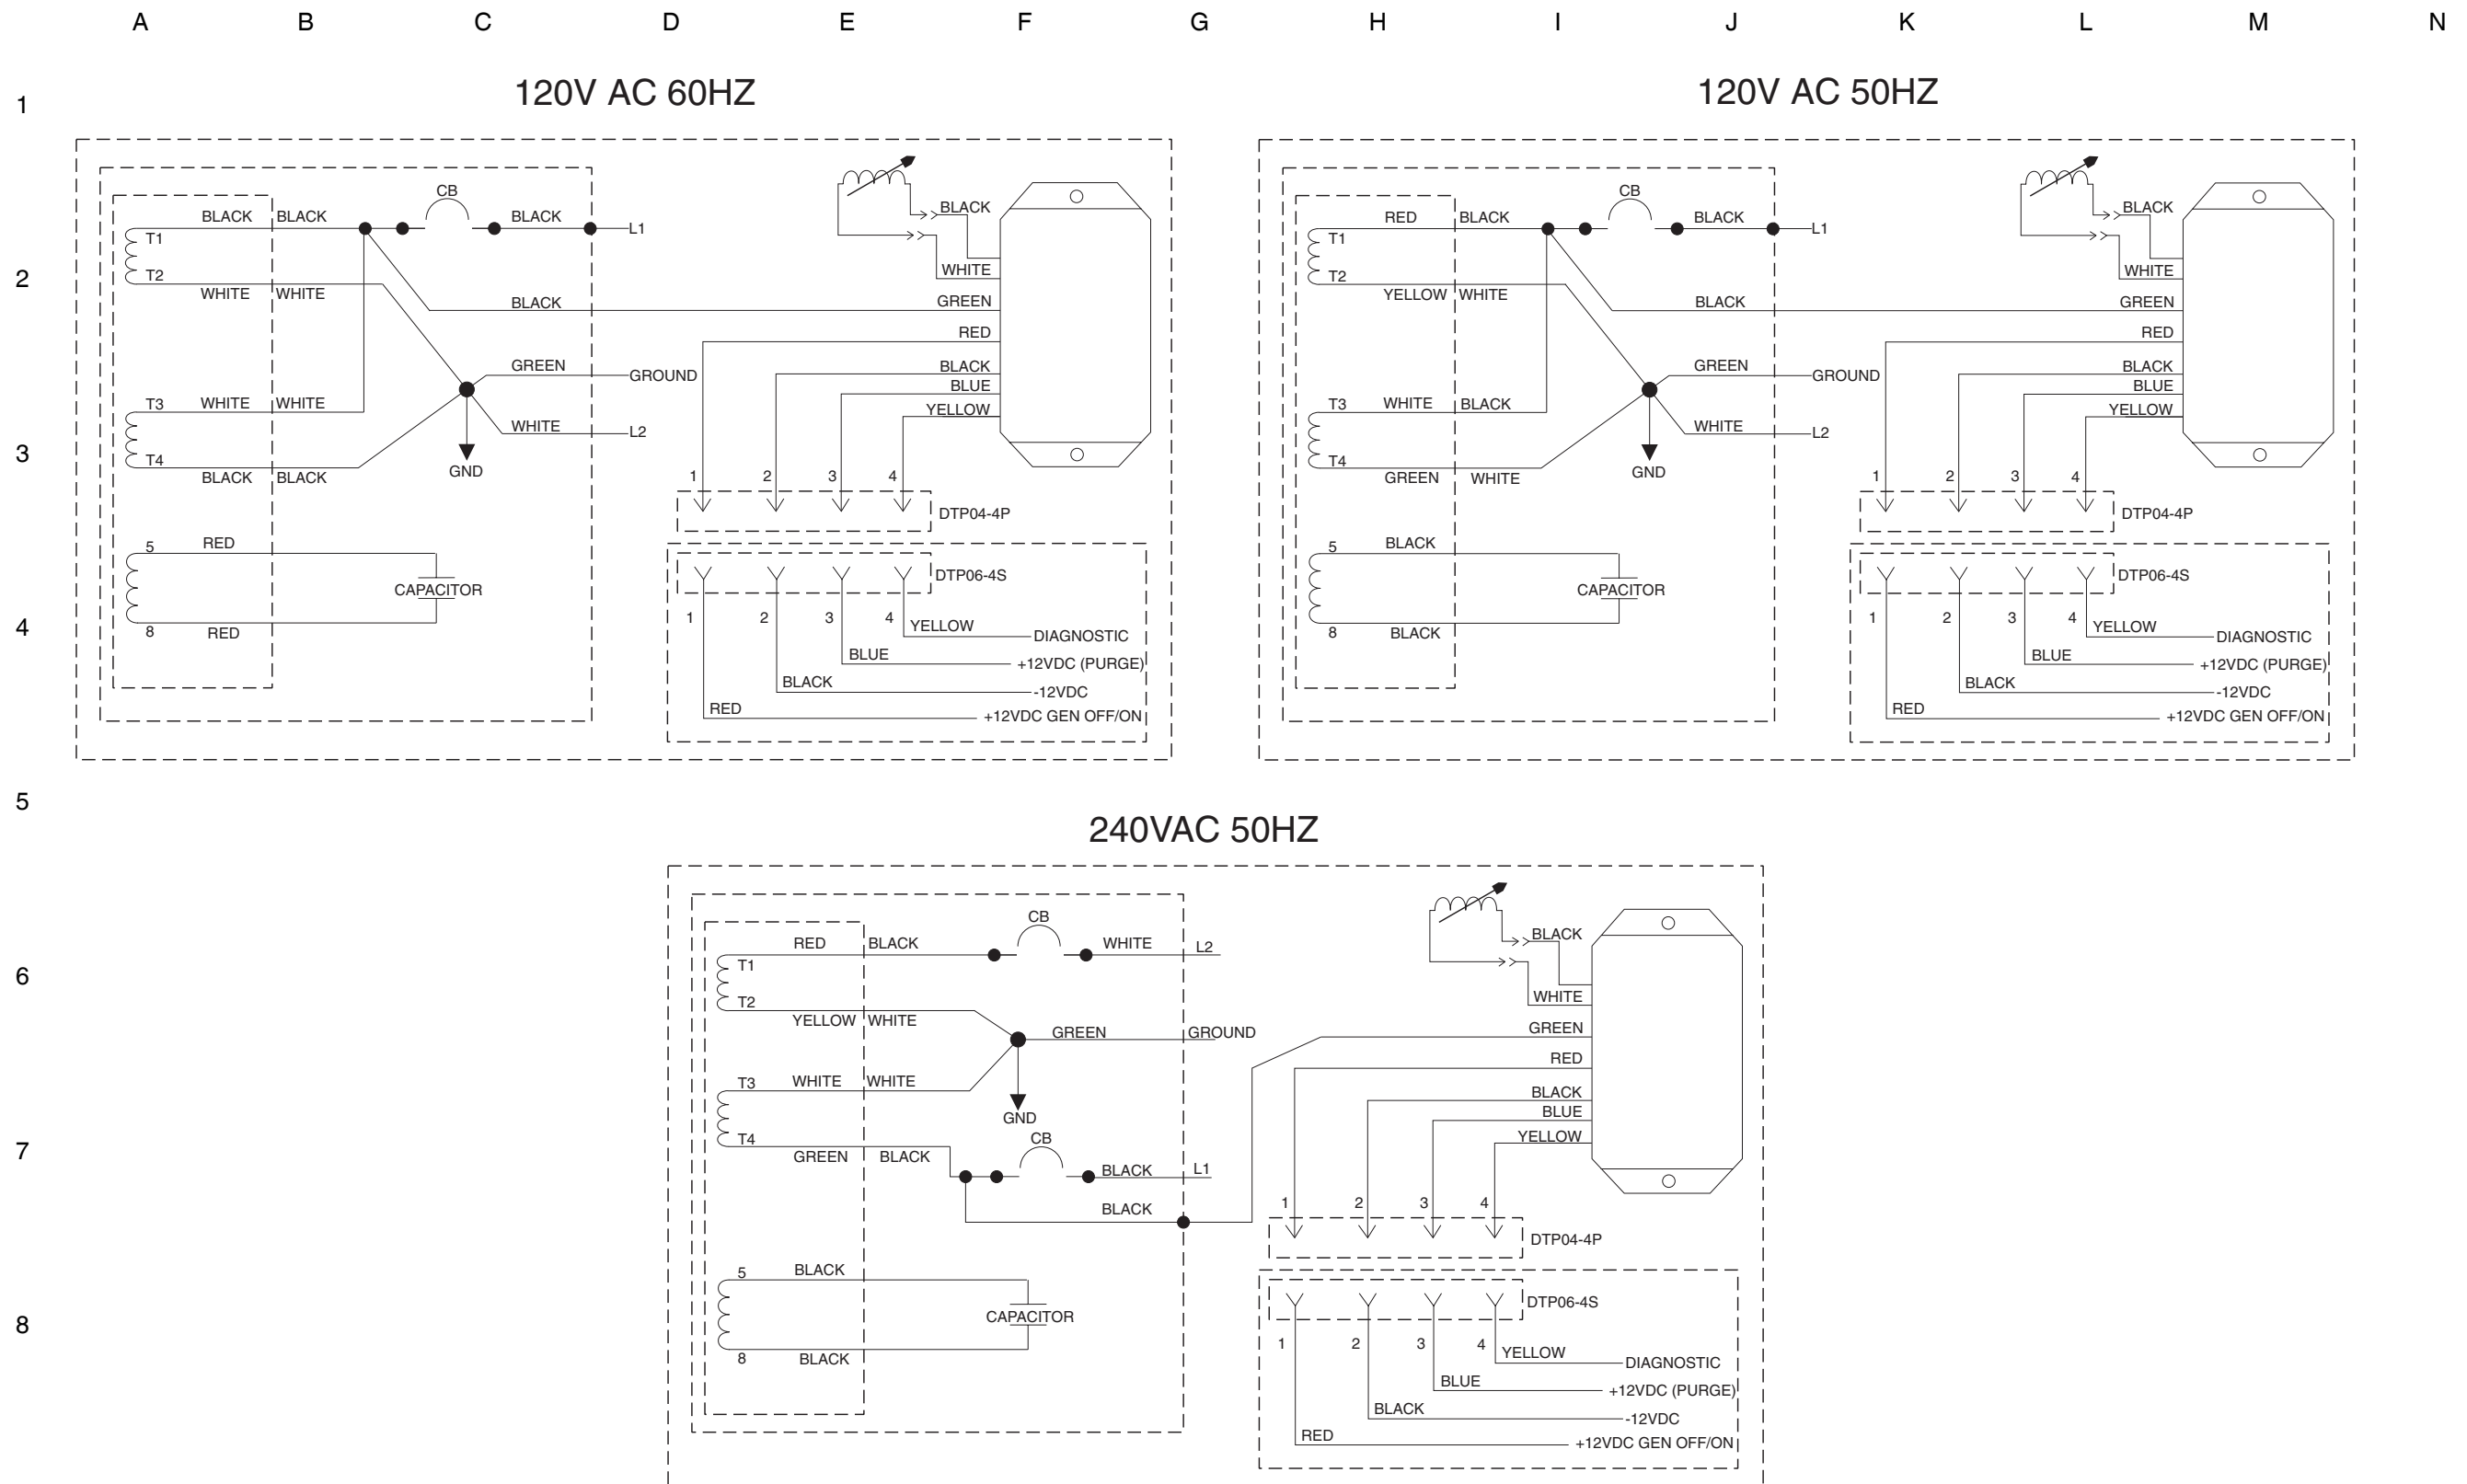 A B C D E F G H I J K L M N
1
120V AC 60HZ
120V AC 50HZ
CB
BLACK BLACK BLACK L1
T1
T2
WHITE WHITE
BLACK
BLACK
WHITE
GREEN
RED
BLACK
BLUE
YELLOW
GREEN GROUND
T3 WHITE WHITE
WHITE L2
T4
BLACK BLACK
GND
1 2 3 4
DTP04-4P
5 RED
CAPACITOR
8 RED
DTP06-4S
1 2 3 4
YELLOW DIAGNOSTIC
BLUE +12VDC (PURGE)
BLACK -12VDC
RED +12VDC GEN OFF/ON
CB
RED BLACK BLACK L1
T1
T2
YELLOW WHITE
BLACK
BLACK
WHITE
GREEN
RED
BLACK
BLUE
YELLOW
GREEN GROUND
T3 WHITE BLACK
WHITE L2
T4
GREEN WHITE
GND
1 2 3 4
DTP04-4P
5 BLACK
CAPACITOR
8 BLACK
DTP06-4S
1 2 3 4
YELLOW DIAGNOSTIC
BLUE +12VDC (PURGE)
BLACK -12VDC
RED +12VDC GEN OFF/ON
2
3
4
5
240VAC 50HZ
CB
RED BLACK WHITE L2
T1
T2
YELLOW WHITE
GREEN GROUND
T3 WHITE WHITE
GND
T4
CB
GREEN BLACK
BLACK L1
BLACK
5 BLACK
CAPACITOR
8 BLACK
BLACK
WHITE
GREEN
RED
BLACK
BLUE
YELLOW
1 2 3 4
DTP04-4P
DTP06-4S
1 2 3 4
YELLOW DIAGNOSTIC
BLUE +12VDC (PURGE)
BLACK -12VDC
RED +12VDC GEN OFF/ON
6
7
8